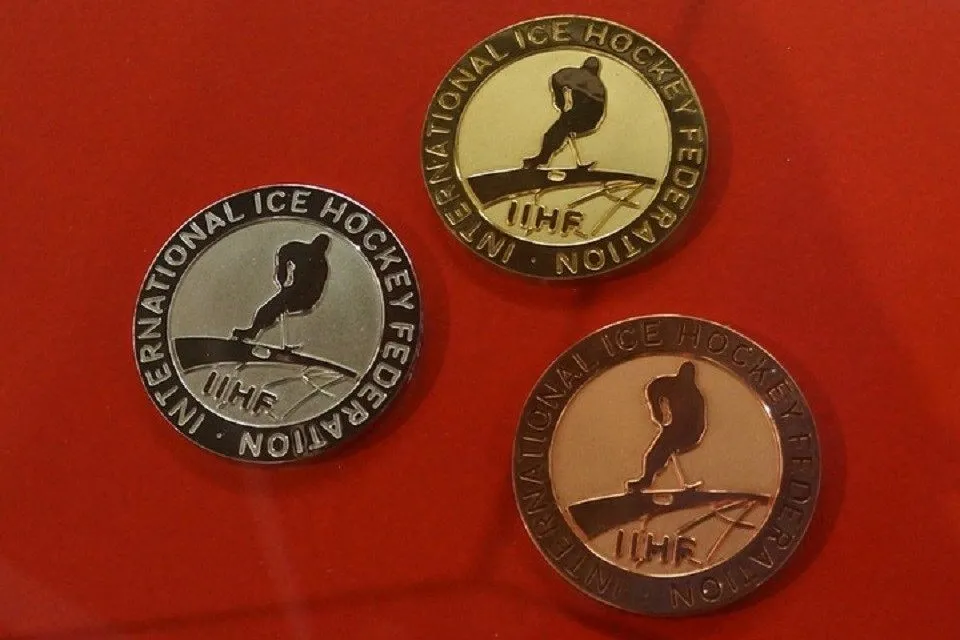 INTERNATIONAL ICE HOCKEY FEDERATION ·
IIHF
INTERNATIONAL ICE HOCKEY FEDERATION ·
IIHF
INTERNATIONAL ICE HOCKEY FEDERATION ·
IIHF